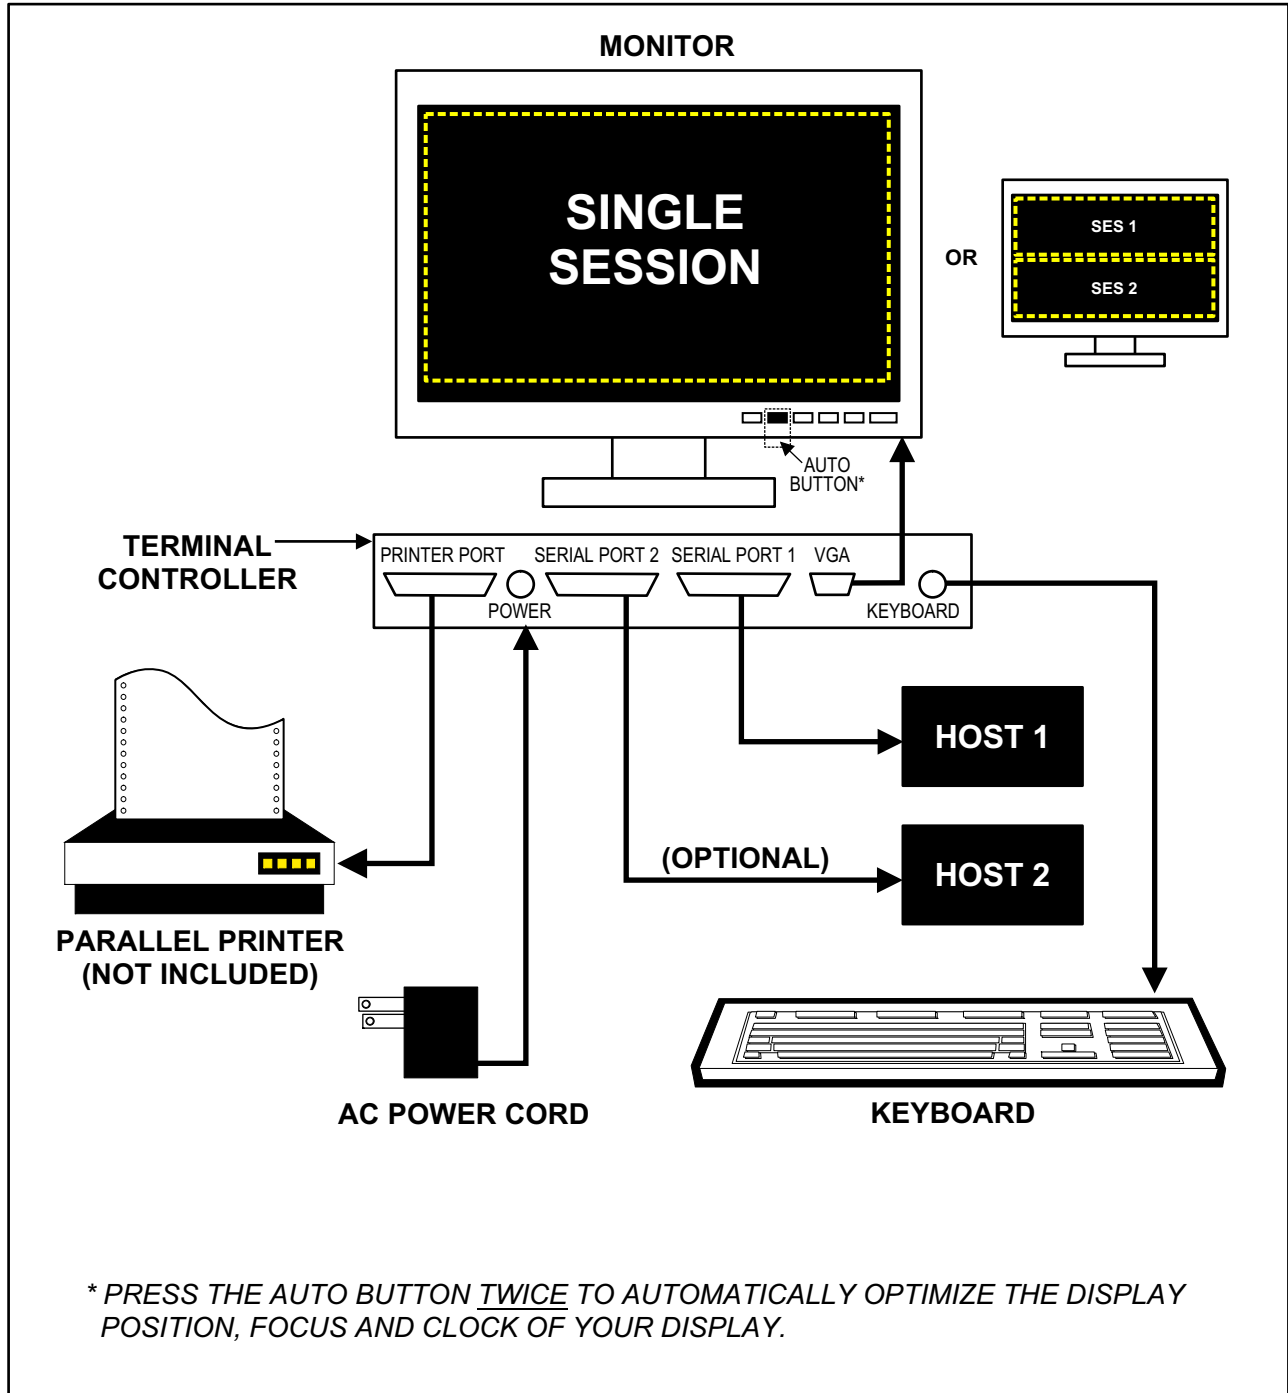 MONITOR
SINGLE
SESSION
OR
SES 1
SES 2
AUTO
BUTTON*
TERMINAL
CONTROLLER
PRINTER PORT
SERIAL PORT 2
SERIAL PORT 1
VGA
POWER
KEYBOARD
HOST 1
(OPTIONAL)
HOST 2
PARALLEL PRINTER
(NOT INCLUDED)
AC POWER CORD
KEYBOARD
* PRESS THE AUTO BUTTON TWICE TO AUTOMATICALLY OPTIMIZE THE DISPLAY
POSITION, FOCUS AND CLOCK OF YOUR DISPLAY.